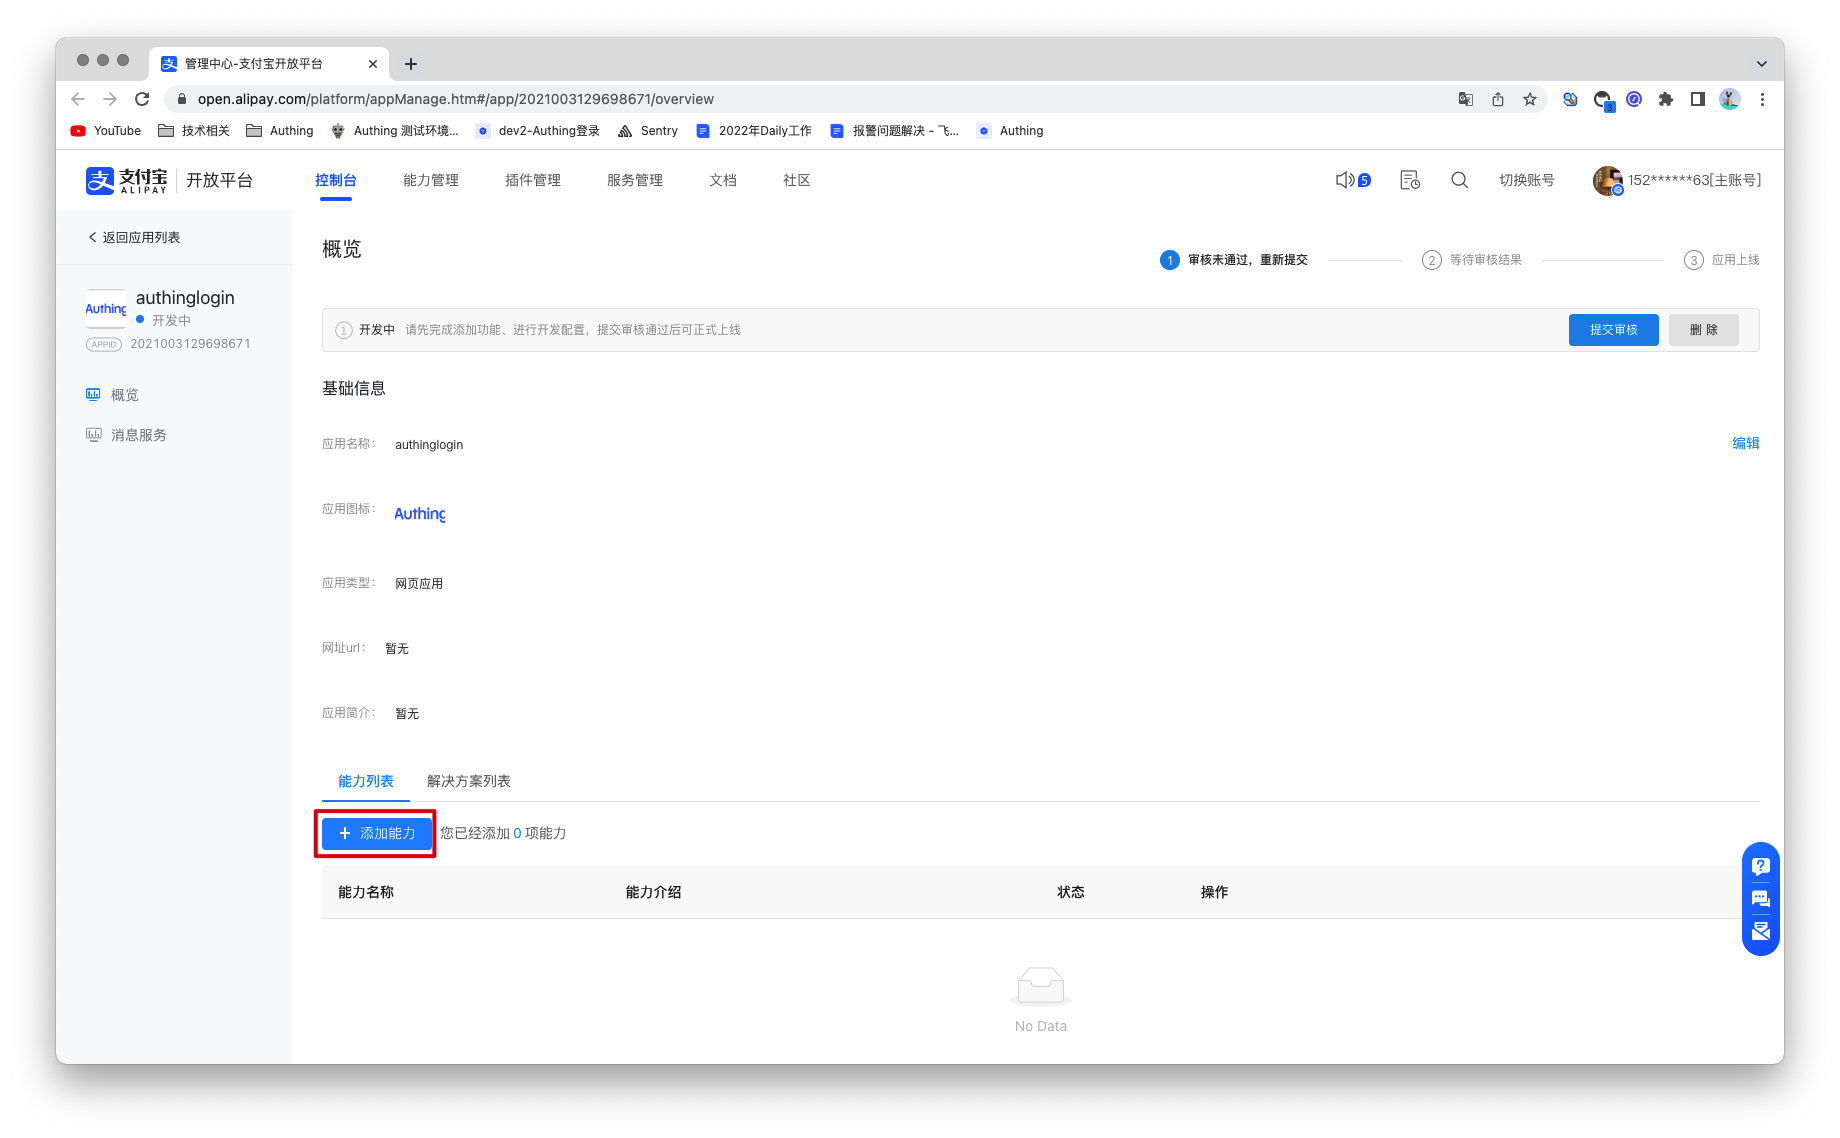 管理中心-支付宝开放平台
open.alipay.com/platform/appManage.htm#/app/2021003129698671/overview
3
YouTube 技术相关 Authing Authing 测试环境... dev2-Authing登录 Sentry 2022年Daily工作 报警问题解决 - 飞... Authing
支付宝 ALIPAY 开放平台 控制台 能力管理 插件管理 服务管理 文档 社区 5 切换账号 152******63[主账号]
返回应用列表
Authing
authinglogin
开发中
APPID 2021003129698671
概览
消息服务
概览
1 审核未通过，重新提交 2 等待审核结果 3 应用上线
1 开发中 请先完成添加功能、进行开发配置，提交审核通过后可正式上线 提交审核 删 除
基础信息
应用名称： authinglogin 编辑
应用图标： Authing
应用类型： 网页应用
网址url： 暂无
应用简介： 暂无
能力列表 解决方案列表
+ 添加能力 您已经添加 0 项能力
能力名称 能力介绍 状态 操作
No Data